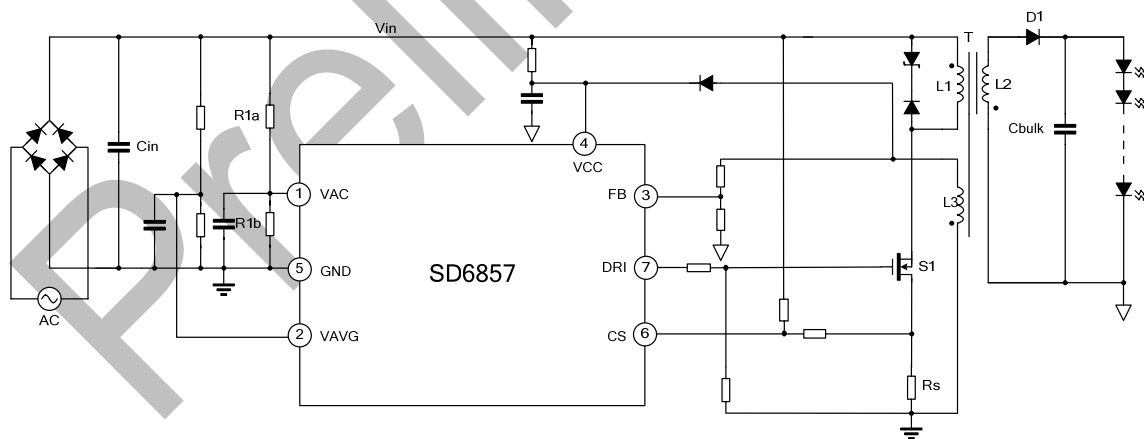 Vin
D1
T
L1
L2
R1a
Cin
Cbulk
4
VCC
1
VAC
FB
3
R1b
L3
5
GND
SD6857
DRI
7
S1
AC
2
VAVG
CS
6
Rs
Prelin